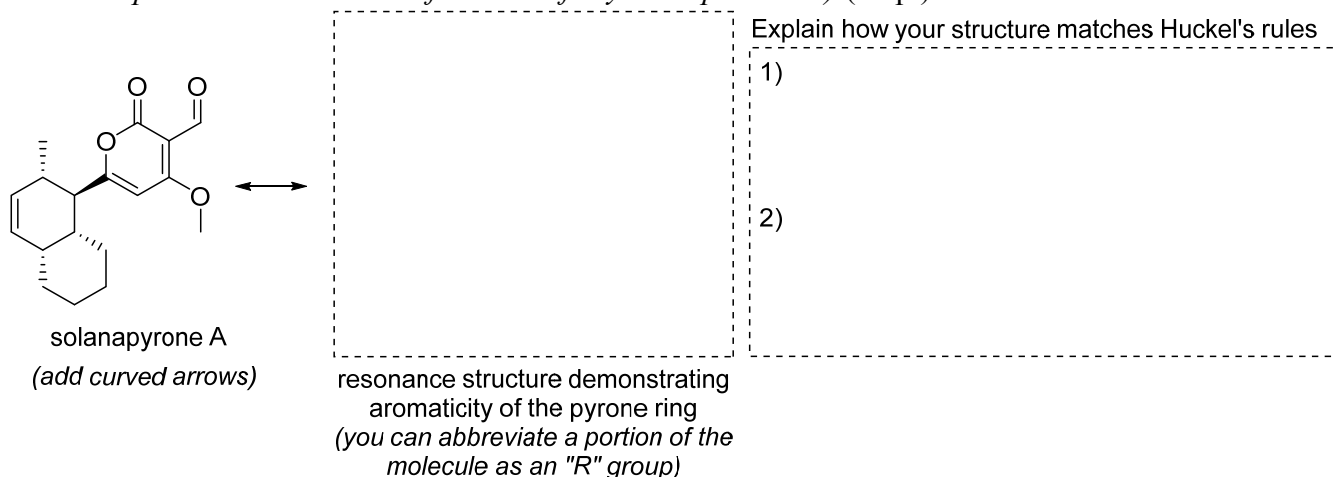 Explain how your structure matches Huckel's rules
1)
O
O
O
O
2)
solanapyrone A
(add curved arrows)
resonance structure demonstrating
aromaticity of the pyrone ring
(you can abbreviate a portion of the
molecule as an "R" group)